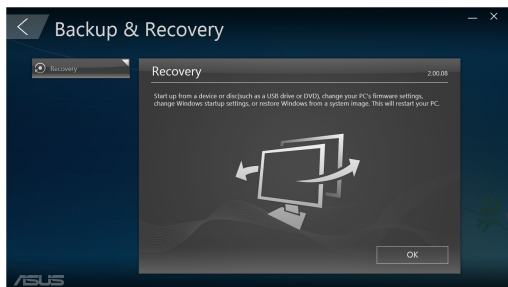 Backup & Recovery
Recovery
Recovery
2.00.08
Start up from a device or disc(such as a USB drive or DVD), change your PC's firmware settings,
change Windows startup settings, or restore Windows from a system image. This will restart your PC.
OK
ASUS